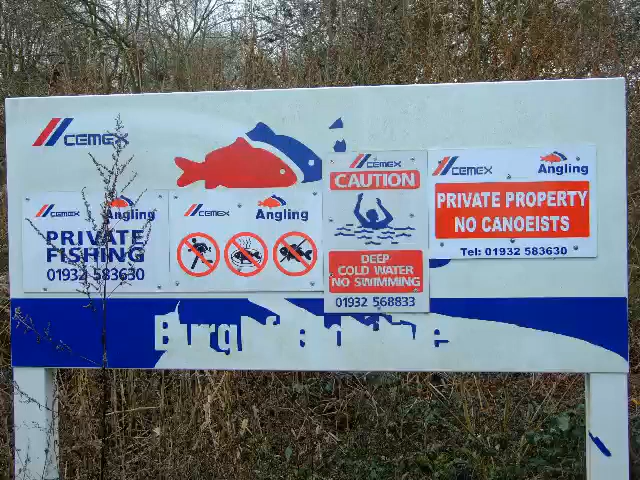 CEMEX
CEMEX
Angling
PRIVATE
FISHING
01932 583630
CEMEX
Angling
CEMEX
CAUTION
DEEP
COLD WATER
NO SWIMMING
01932 568833
CEMEX
Angling
PRIVATE PROPERTY
NO CANOEISTS
Tel: 01932 583630